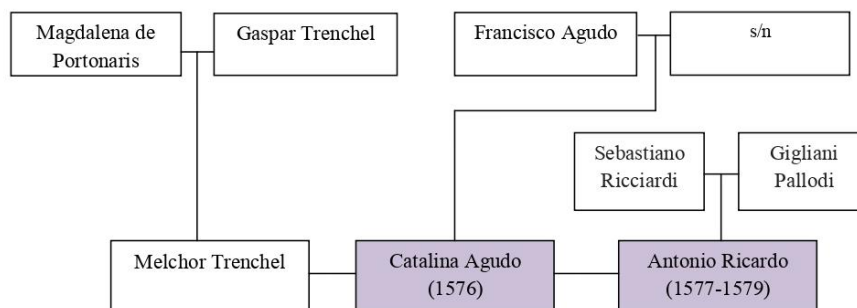 Magdalena de
Portonaris
Gaspar Trenchel
Francisco Agudo
s/n
Sebastiano
Ricciardi
Gigliani
Pallodi
Melchor Trenchel
Catalina Agudo
(1576)
Antonio Ricardo
(1577-1579)